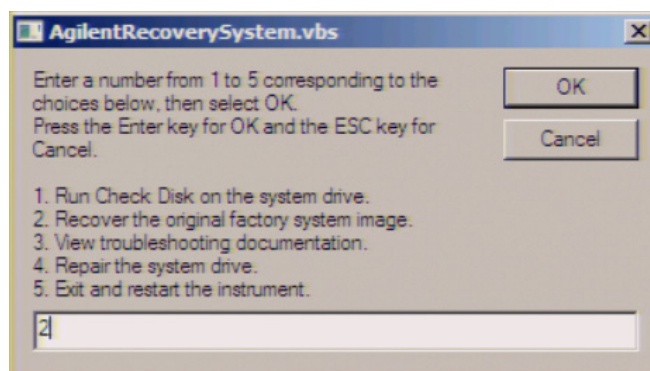 AgilentRecoverySystem.vbs
Enter a number from 1 to 5 corresponding to the
choices below, then select OK.
Press the Enter key for OK and the ESC key for
Cancel.
OK
Cancel
1. Run Check Disk on the system drive.
2. Recover the original factory system image.
3. View troubleshooting documentation.
4. Repair the system drive.
5. Exit and restart the instrument.
2